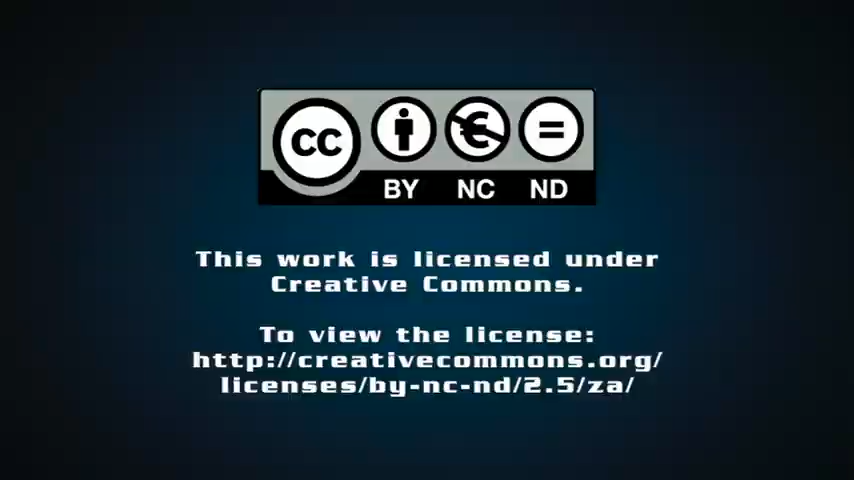 cc
BY NC ND
This work is licensed under
Creative Commons.
To view the license:
http://creativecommons.org/
licenses/by-nc-nd/2.5/za/